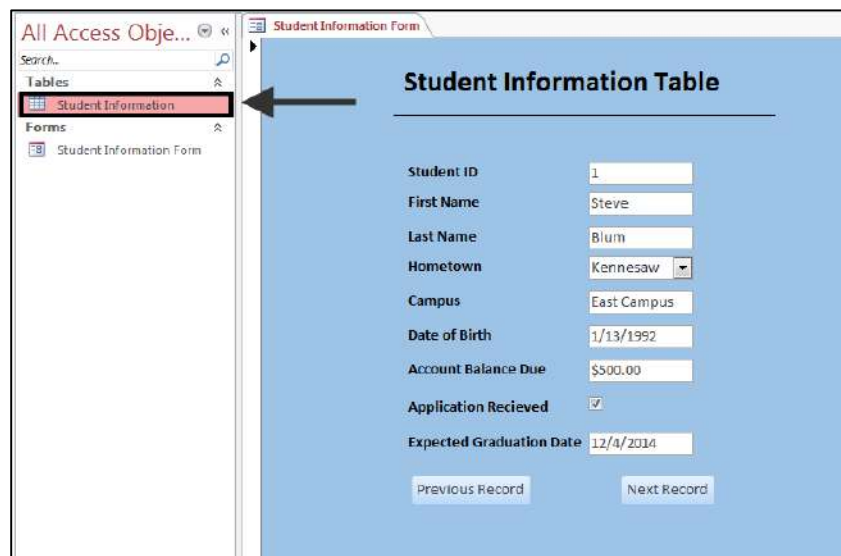 All Access Obje... «
Student Information Form
Search..
Tables
Student Information
Forms
Student Information Form
Student Information Table
Student ID 1
First Name Steve
Last Name Blum
Hometown Kennesaw
Campus East Campus
Date of Birth 1/13/1992
Account Balance Due $500.00
Application Recieved
Expected Graduation Date 12/4/2014
Previous Record Next Record